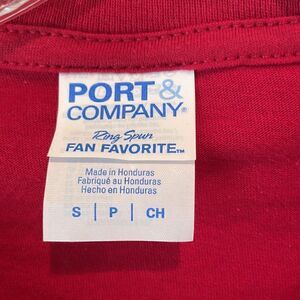 PORT &
COMPANY®
Ring Spun
FAN FAVORITE™
Made in Honduras
Fabriqué au Honduras
Hecho en Honduras
S | P | CH